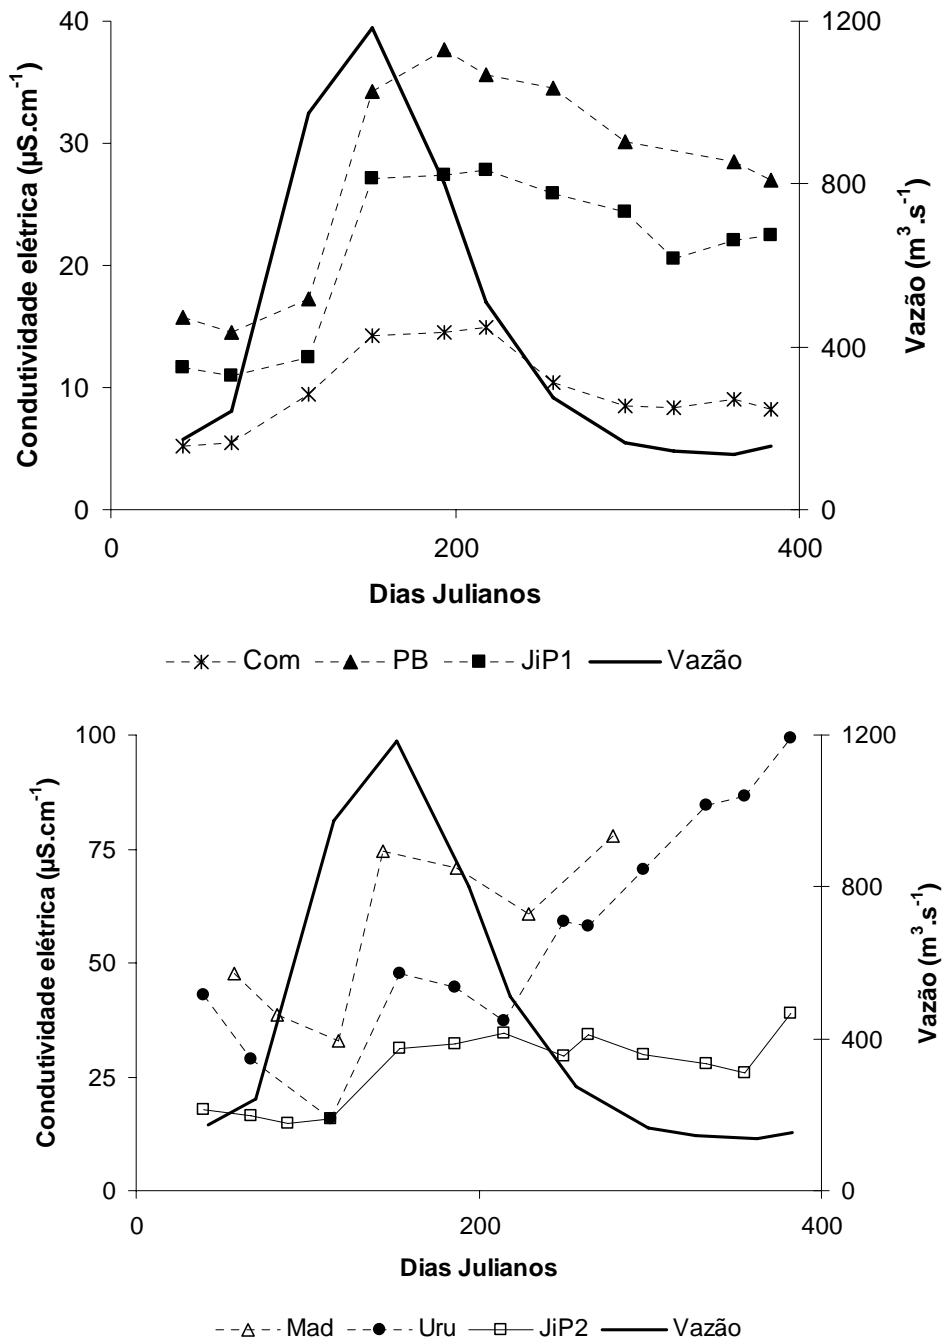 40
30
20
10
0
1200
800
400
0
0 200 400
Condutividade elétrica (µS.cm-1)
Vazão (m3.s-1)
Dias Julianos
Com PB JiP1 Vazão
100
75
50
25
0
1200
800
400
0
0 200 400
Condutividade elétrica (µS.cm-1)
Vazão (m3.s-1)
Dias Julianos
Mad Uru JiP2 Vazão